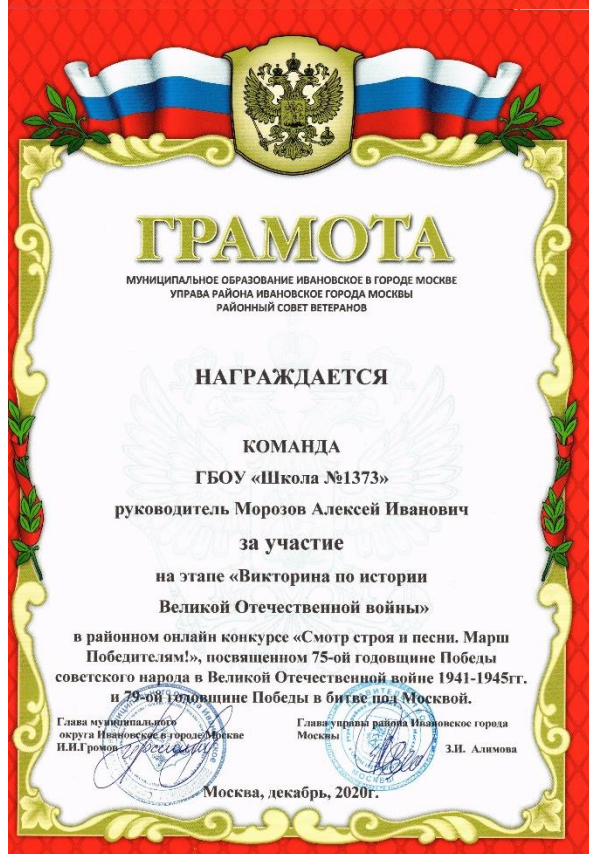 ГРАМОТА
МУНИЦИПАЛЬНОЕ ОБРАЗОВАНИЕ ИВАНОВСКОЕ В ГОРОДЕ МОСКВЕ
УПРАВА РАЙОНА ИВАНОВСКОЕ ГОРОДА МОСКВЫ
РАЙОННЫЙ СОВЕТ ВЕТЕРАНОВ
НАГРАЖДАЕТСЯ
КОМАНДА
ГБОУ «Школа №1373»
руководитель Морозов Алексей Иванович
за участие
на этапе «Викторина по истории
Великой Отечественной войны»
в районном онлайн конкурсе «Смотр строя и песни. Марш
Победителям!», посвященном 75-ой годовщине Победы
советского народа в Великой Отечественной войне 1941-1945гг.
и 79-ой годовщине Победы в битве под Москвой.
Глава муниципального
округа Ивановское в городе Москве
И.И.Громов
Глава управы района Ивановское города
Москвы
З.И. Алимова
Москва, декабрь, 2020г.